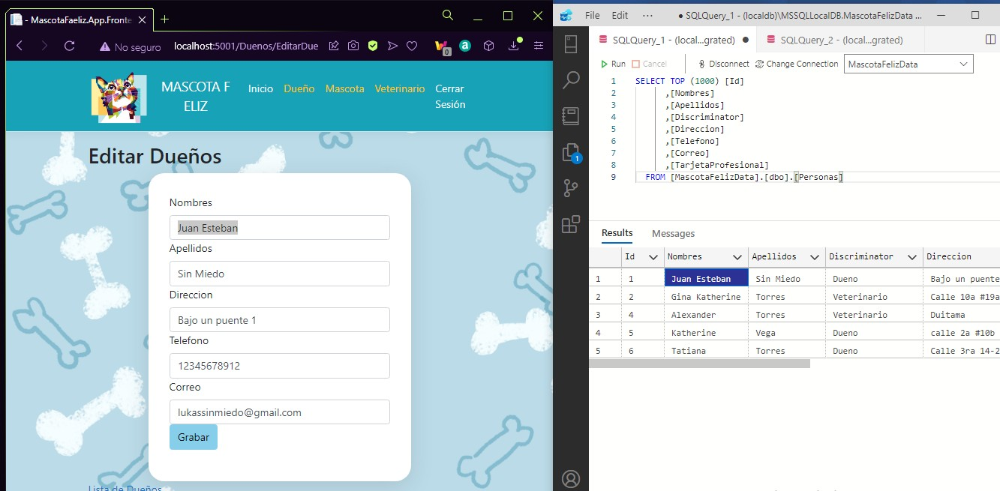 - MascotaFaeliz.App.Fronte
No seguro
localhost:5001/Duenos/EditarDue
0
a
MASCOTA F
ELIZ
Inicio
Dueño
Mascota
Veterinario
Cerrar
Sesión
Editar Dueños
Nombres
Juan Esteban
Apellidos
Sin Miedo
Direccion
Bajo un puente 1
Telefono
12345678912
Correo
lukassinmiedo@gmail.com
Grabar
Lista de Dueños
File Edit ··· ● SQLQuery_1 - (localdb)\MSSQLLocalDB.MascotaFelizData ...
SQLQuery_1 - (local...grated) ●
SQLQuery_2 - (local...grated)
Run Cancel Disconnect Change Connection MascotaFelizData
1 SELECT TOP (1000) [Id]
2 ,[Nombres]
3 ,[Apellidos]
4 ,[Discriminator]
5 ,[Direccion]
6 ,[Telefono]
7 ,[Correo]
8 ,[TarjetaProfesional]
9 FROM [MascotaFelizData].[dbo].[Personas]
1
Results Messages
Id Nombres Apellidos Discriminator Direccion
1 1 Juan Esteban Sin Miedo Dueno Bajo un puente
2 2 Gina Katherine Torres Veterinario Calle 10a #19a
3 4 Alexander Torres Veterinario Duitama
4 5 Katherine Vega Dueno calle 2a #10b
5 6 Tatiana Torres Dueno Calle 3ra 14-2